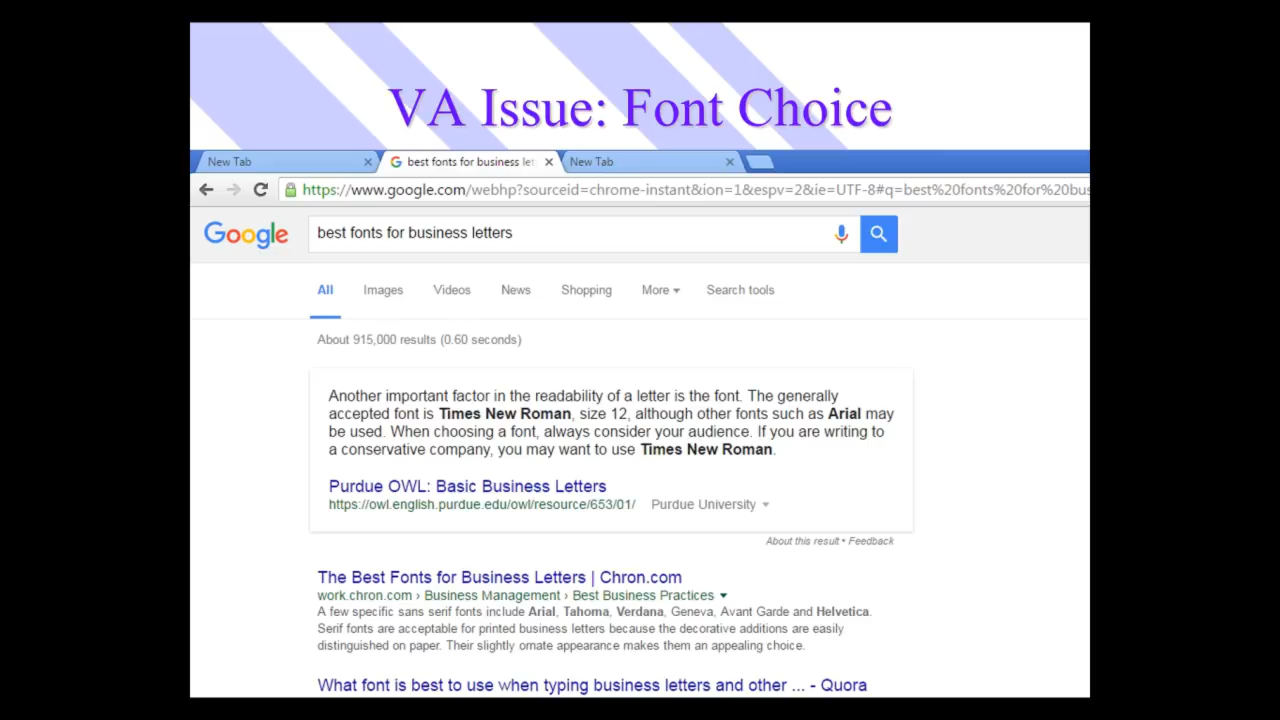 VA Issue: Font Choice
New Tab
best fonts for business let
New Tab
https://www.google.com/webhp?sourceid=chrome-instant&ion=1&espv=2&ie=UTF-8#q=best%20fonts%20for%20bus
Google
best fonts for business letters
All Images Videos News Shopping More Search tools
About 915,000 results (0.60 seconds)
Another important factor in the readability of a letter is the font. The generally
accepted font is Times New Roman, size 12, although other fonts such as Arial may
be used. When choosing a font, always consider your audience. If you are writing to
a conservative company, you may want to use Times New Roman.
Purdue OWL: Basic Business Letters
https://owl.english.purdue.edu/owl/resource/653/01/ Purdue University
About this result • Feedback
The Best Fonts for Business Letters | Chron.com
work.chron.com › Business Management › Best Business Practices
A few specific sans serif fonts include Arial, Tahoma, Verdana, Geneva, Avant Garde and Helvetica.
Serif fonts are acceptable for printed business letters because the decorative additions are easily
distinguished on paper. Their slightly ornate appearance makes them an appealing choice.
What font is best to use when typing business letters and other ... - Quora